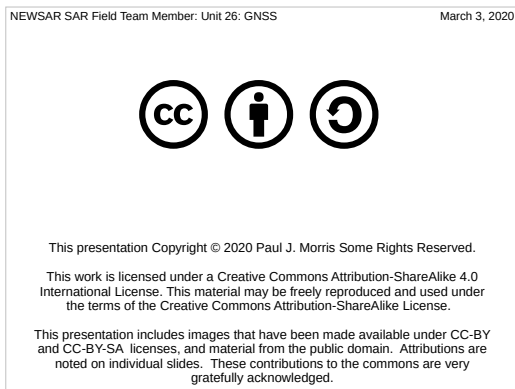 NEWSAR SAR Field Team Member: Unit 26: GNSS March 3, 2020
cc
This presentation Copyright © 2020 Paul J. Morris Some Rights Reserved.
This work is licensed under a Creative Commons Attribution-ShareAlike 4.0
International License. This material may be freely reproduced and used under
the terms of the Creative Commons Attribution-ShareAlike License.
This presentation includes images that have been made available under CC-BY
and CC-BY-SA licenses, and material from the public domain. Attributions are
noted on individual slides. These contributions to the commons are very
gratefully acknowledged.